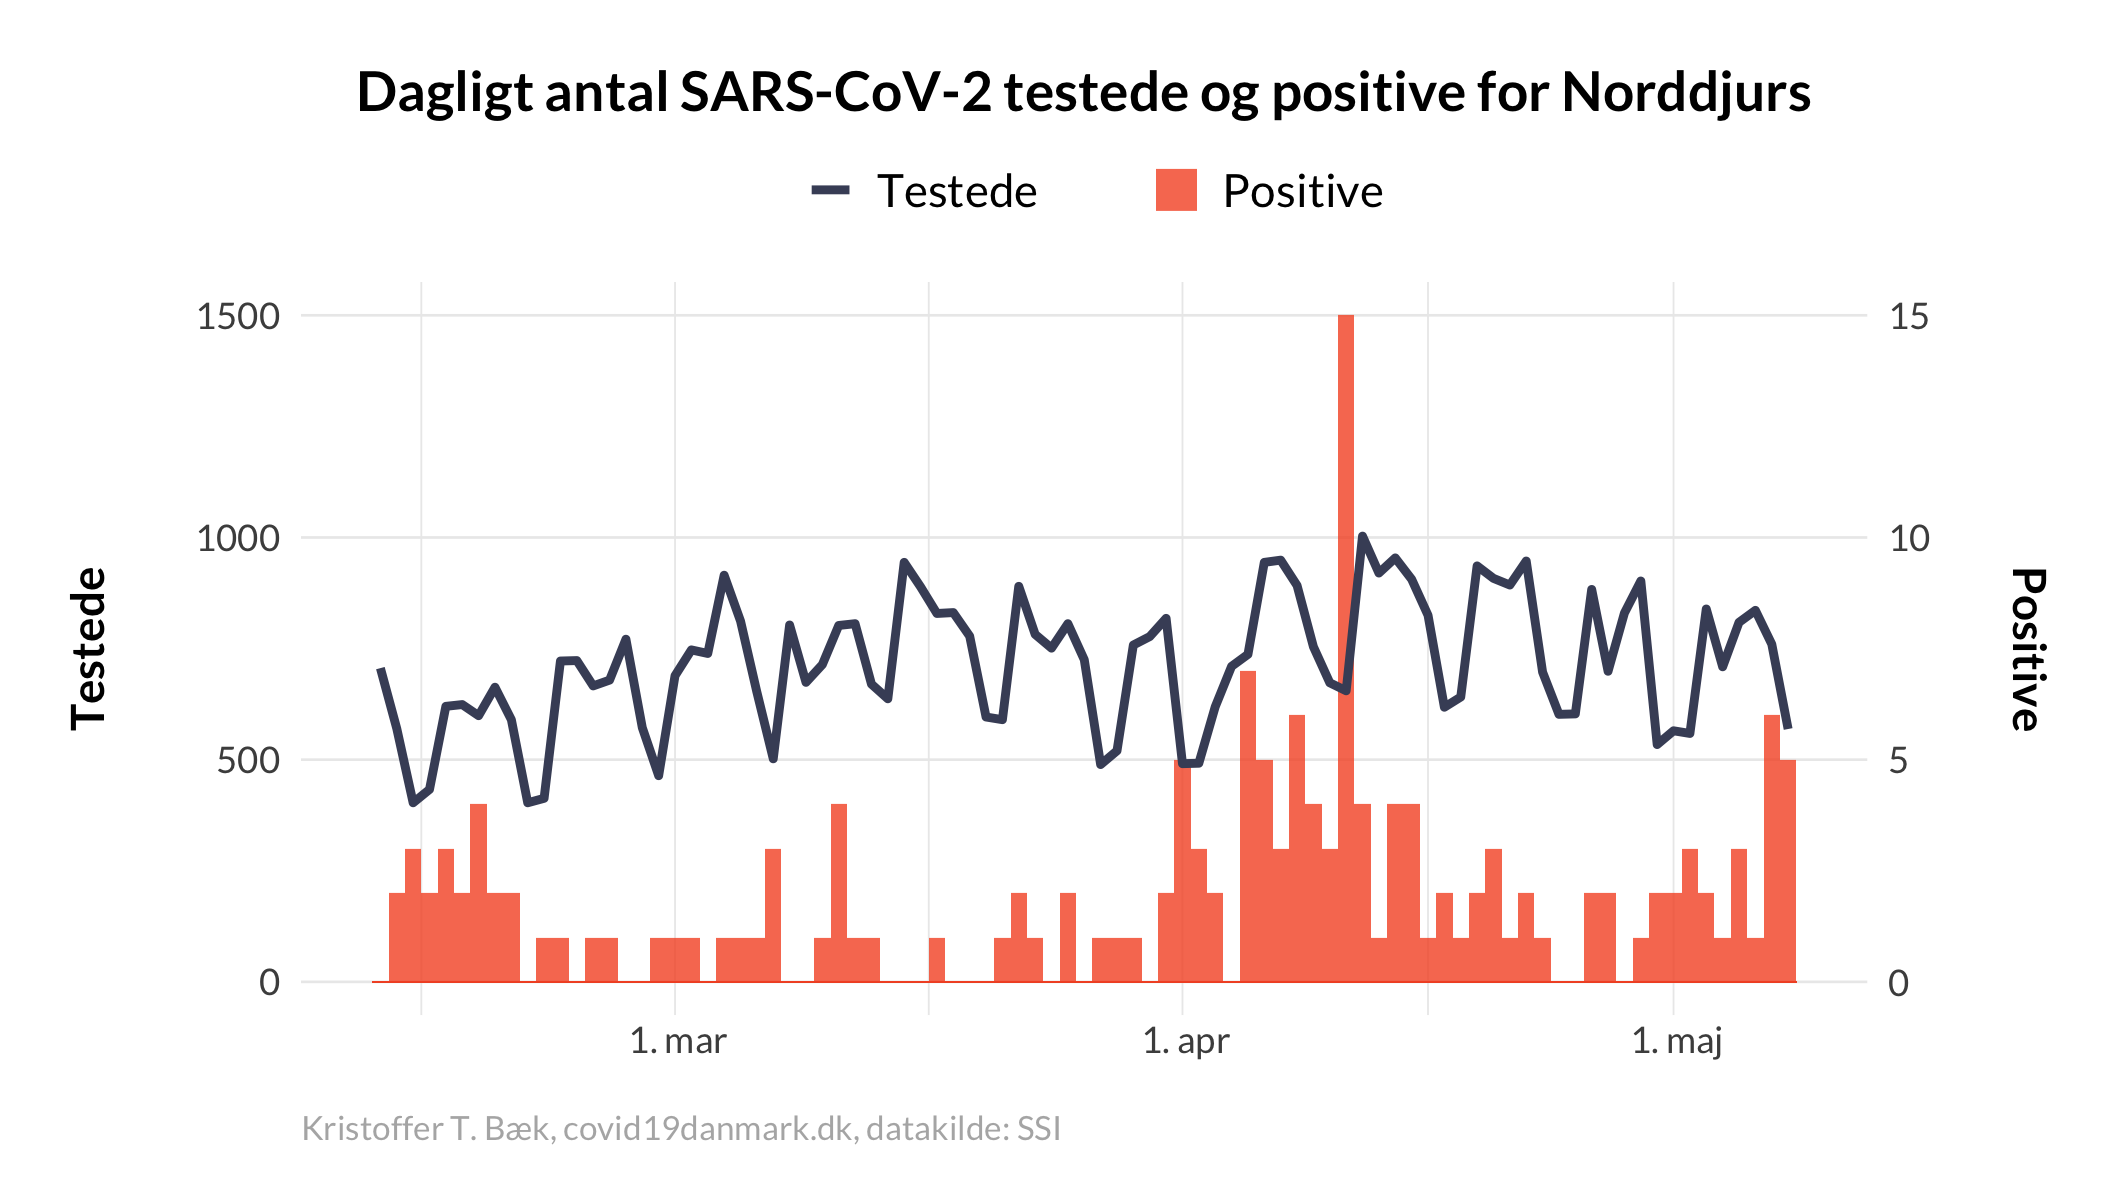 Dagligt antal SARS-CoV-2 testede og positive for Norddjurs
Testede
Positive
1500
1000
500
0
15
10
5
0
Testede
Positive
1. mar
1. apr
1. maj
Kristoffer T. Bæk, covid19danmark.dk, datakilde: SSI